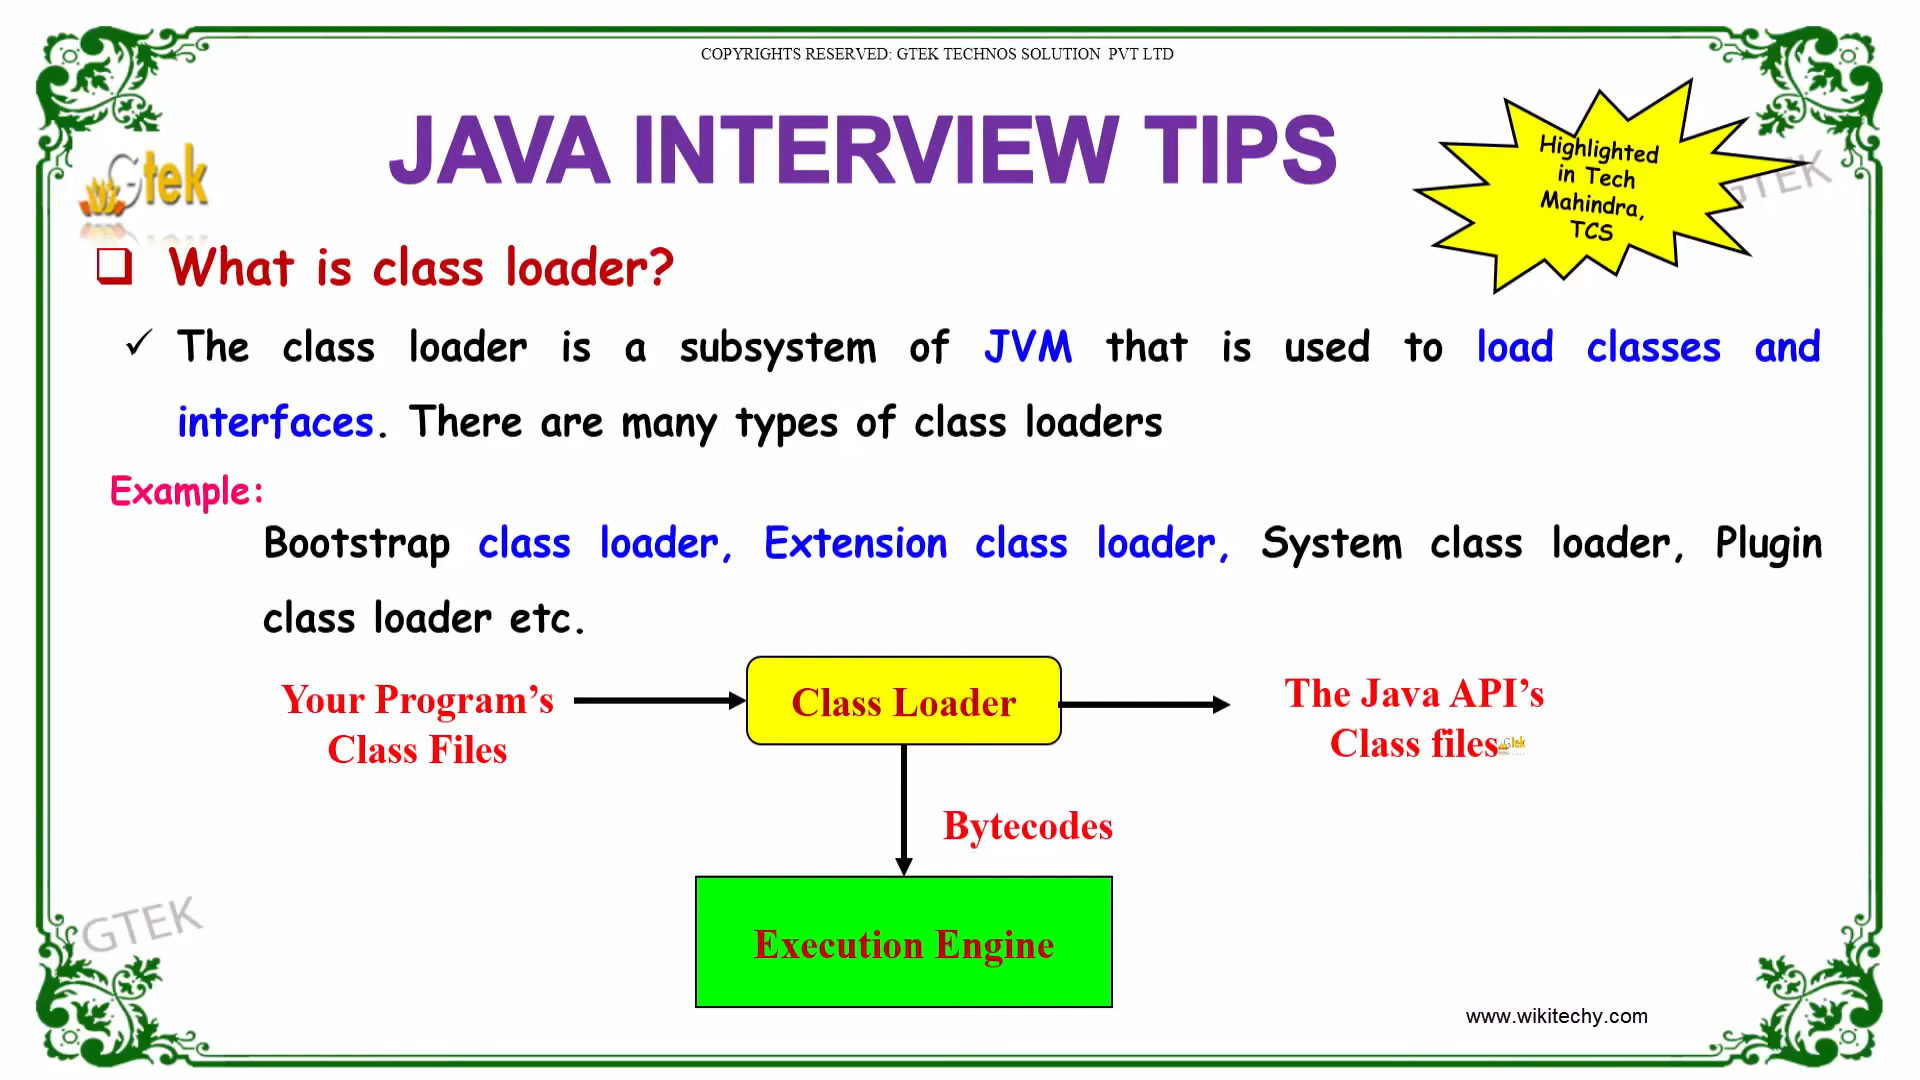 COPYRIGHTS RESERVED: GTEK TECHNOS SOLUTION PVT LTD
JAVA INTERVIEW TIPS
Highlighted
in Tech
Mahindra,
TCS
GTEK
Gtek
What is class loader?
The class loader is a subsystem of JVM that is used to load classes and
interfaces. There are many types of class loaders
Example:
Bootstrap class loader, Extension class loader, System class loader, Plugin
class loader etc.
Your Program’s
Class Files
Class Loader
The Java API’s
Class files
Gtek
Bytecodes
Execution Engine
GTEK
www.wikitechy.com